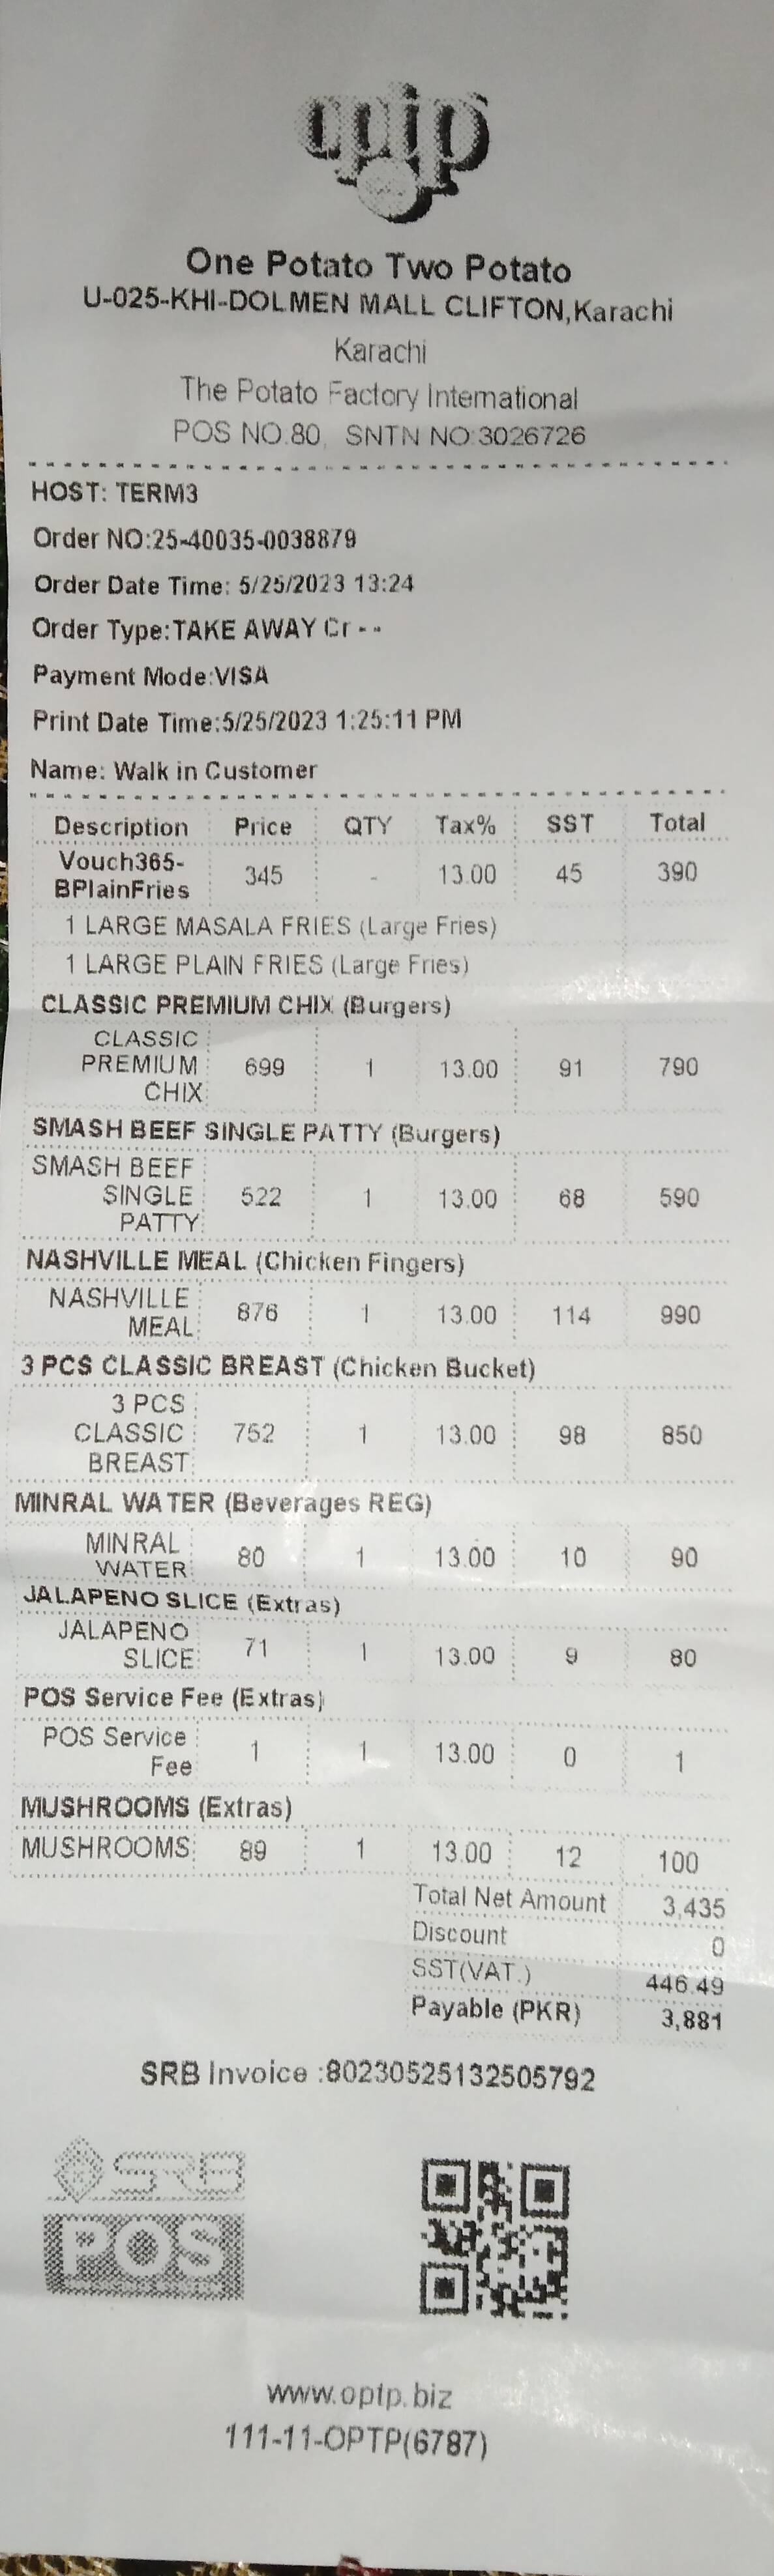 optp
One Potato Two Potato
U-025-KHI-DOLMEN MALL CLIFTON,Karachi
Karachi
The Potato Factory International
POS NO.80, SNTN NO:3026726
HOST: TERM3
Order NO:25-40035-0038879
Order Date Time: 5/25/2023 13:24
Order Type:TAKE AWAY Cr --
Payment Mode:VISA
Print Date Time:5/25/2023 1:25:11 PM
Name: Walk in Customer
Description Price QTY Tax% SST Total
Vouch365-
BPlainFries 345 - 13.00 45 390
1 LARGE MASALA FRIES (Large Fries)
1 LARGE PLAIN FRIES (Large Fries)
CLASSIC PREMIUM CHIX (Burgers)
CLASSIC
PREMIUM 699 1 13.00 91 790
CHIX
SMASH BEEF SINGLE PATTY (Burgers)
SMASH BEEF
SINGLE 522 1 13.00 68 590
PATTY
NASHVILLE MEAL (Chicken Fingers)
NASHVILLE 876 1 13.00 114 990
MEAL
3 PCS CLASSIC BREAST (Chicken Bucket)
3 PCS
CLASSIC 752 1 13.00 98 850
BREAST
MINRAL WATER (Beverages REG)
MINRAL
WATER 80 1 13.00 10 90
JALAPENO SLICE (Extras)
JALAPENO
SLICE 71 1 13.00 9 80
POS Service Fee (Extras)
POS Service
Fee 1 1 13.00 0 1
MUSHROOMS (Extras)
MUSHROOMS 89 1 13.00 12 100
Total Net Amount 3,435
Discount 0
SST(VAT.) 446.49
Payable (PKR) 3,881
SRB Invoice :80230525132505792
SRB
POS
www.optp.biz
111-11-OPTP(6787)